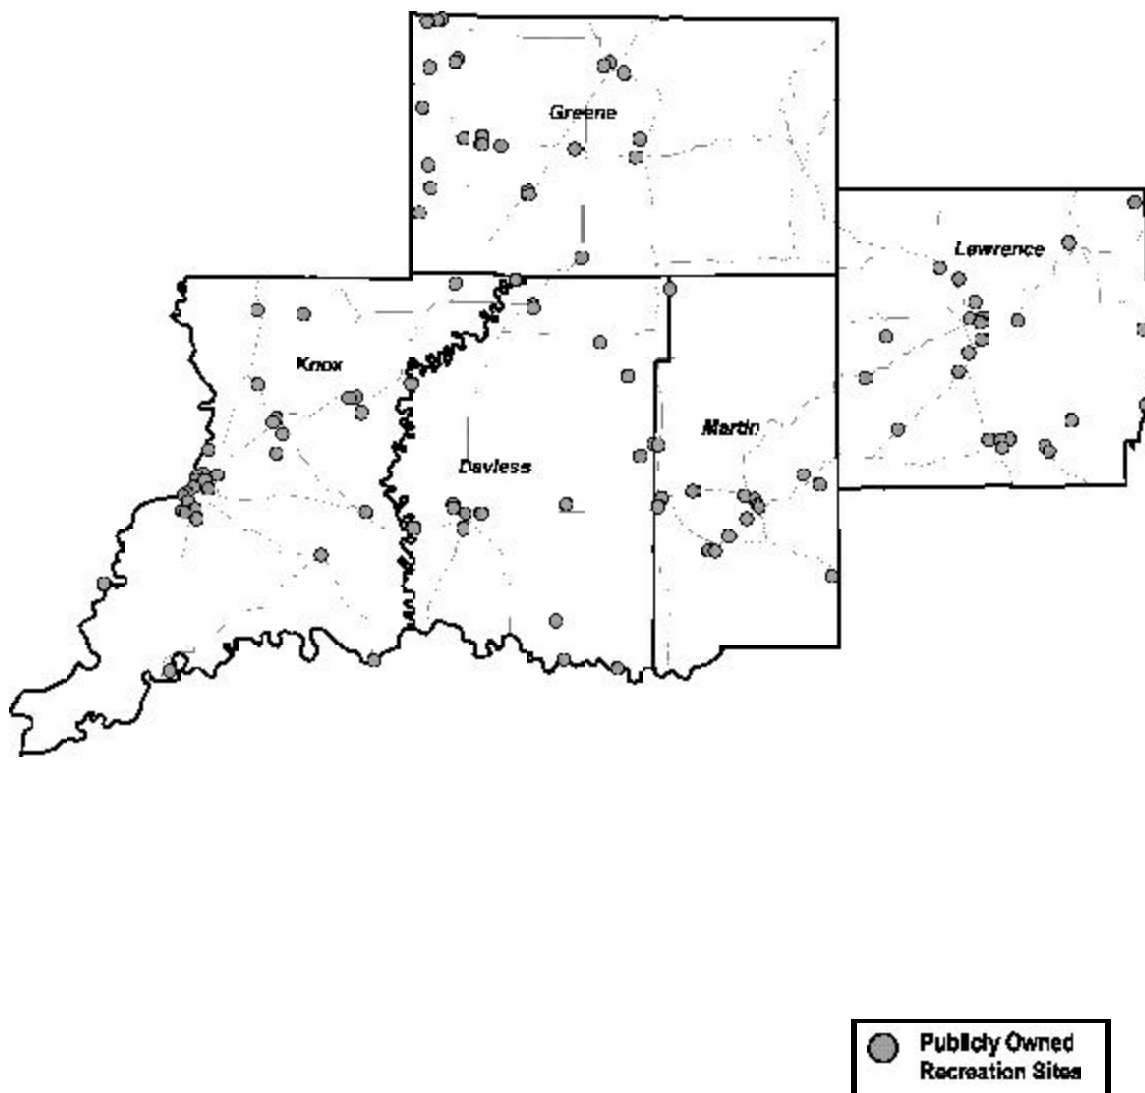 Greene
Lawrence
Knox
Martin
Daviess
Publicly Owned
Recreation Sites